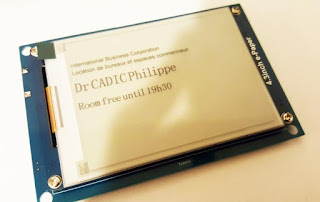 International Business Corporation
Location de bureaux et espaces commerciaux
Dr CADIC Philippe
Room free until 19h30
4.3inch e-Paper